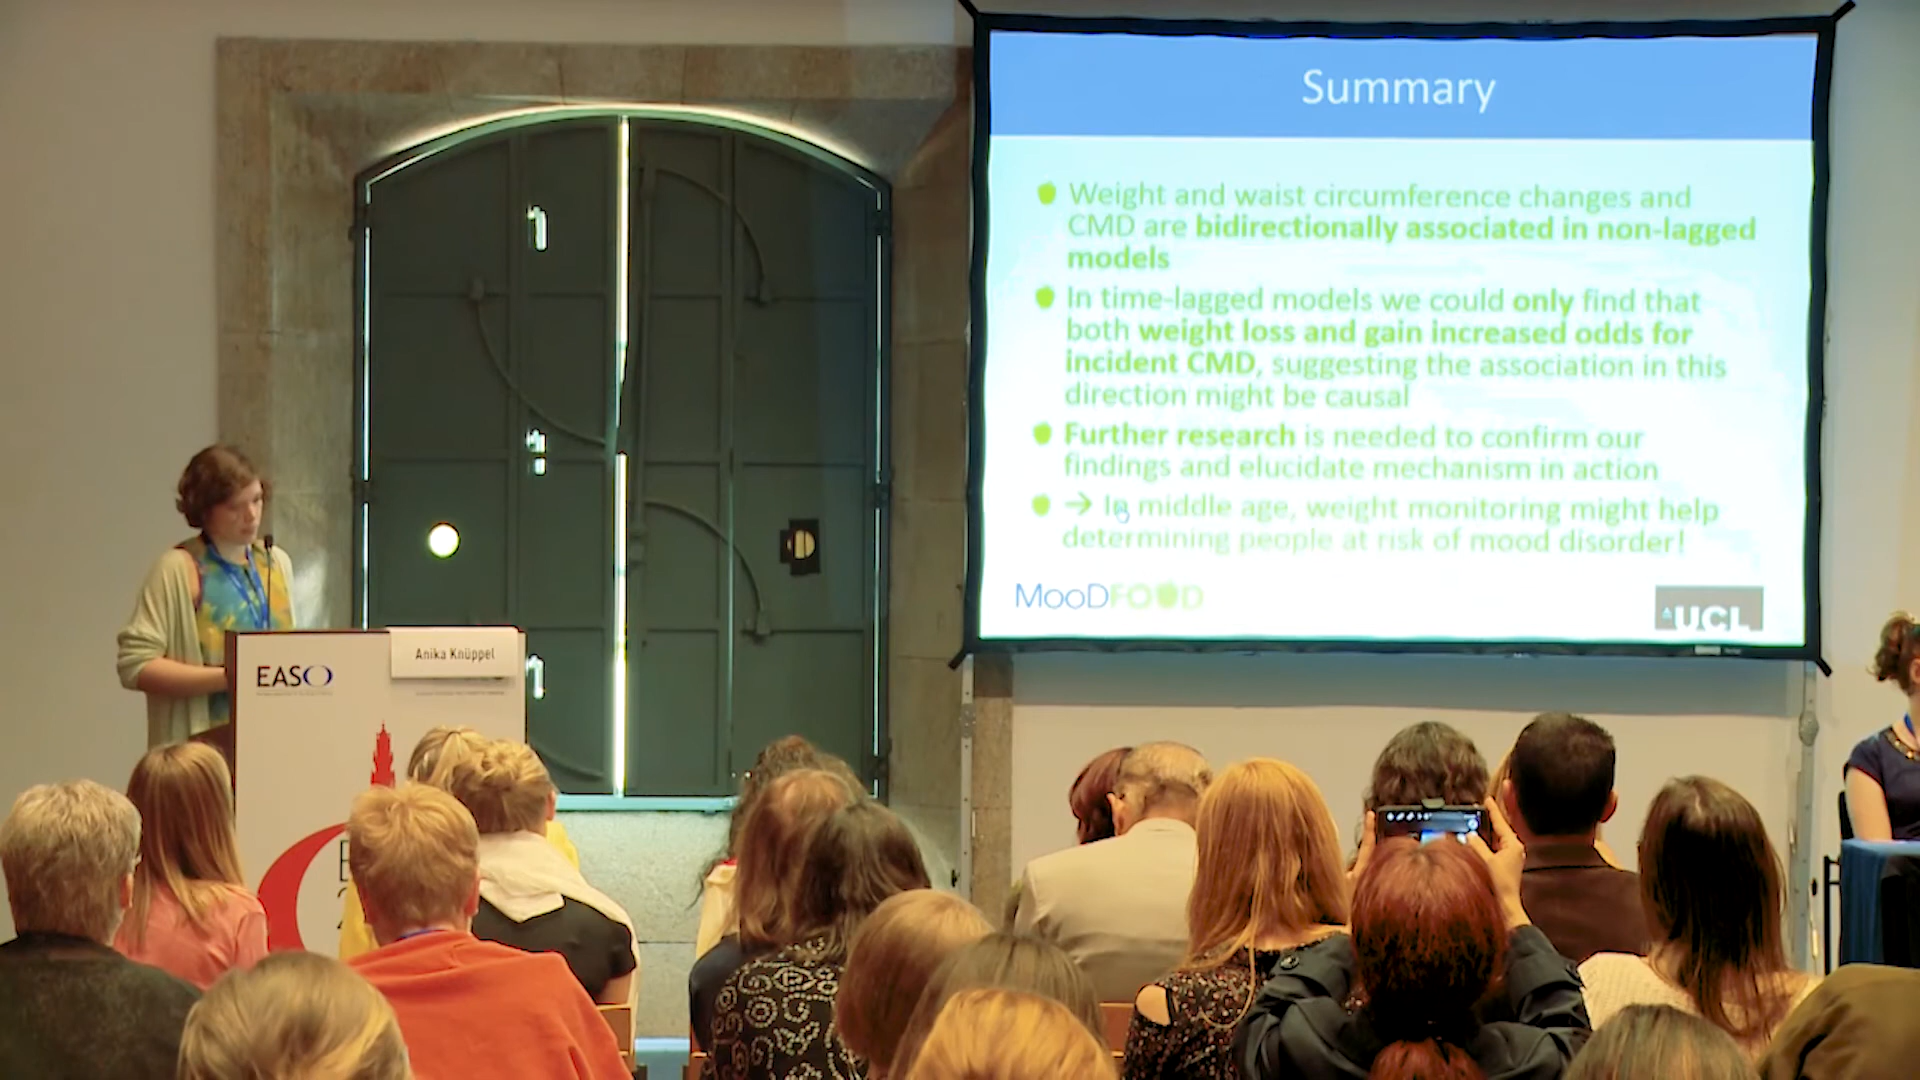 Summary
Weight and waist circumference changes and
CMD are bidirectionally associated in non-lagged
models
In time-lagged models we could only find that
both weight loss and gain increased odds for
incident CMD, suggesting the association in this
direction might be causal
Further research is needed to confirm our
findings and elucidate mechanism in action
→ In middle age, weight monitoring might help
determining people at risk of mood disorder!
MooDFOOD
UCL
Anika Knüppel
EASO